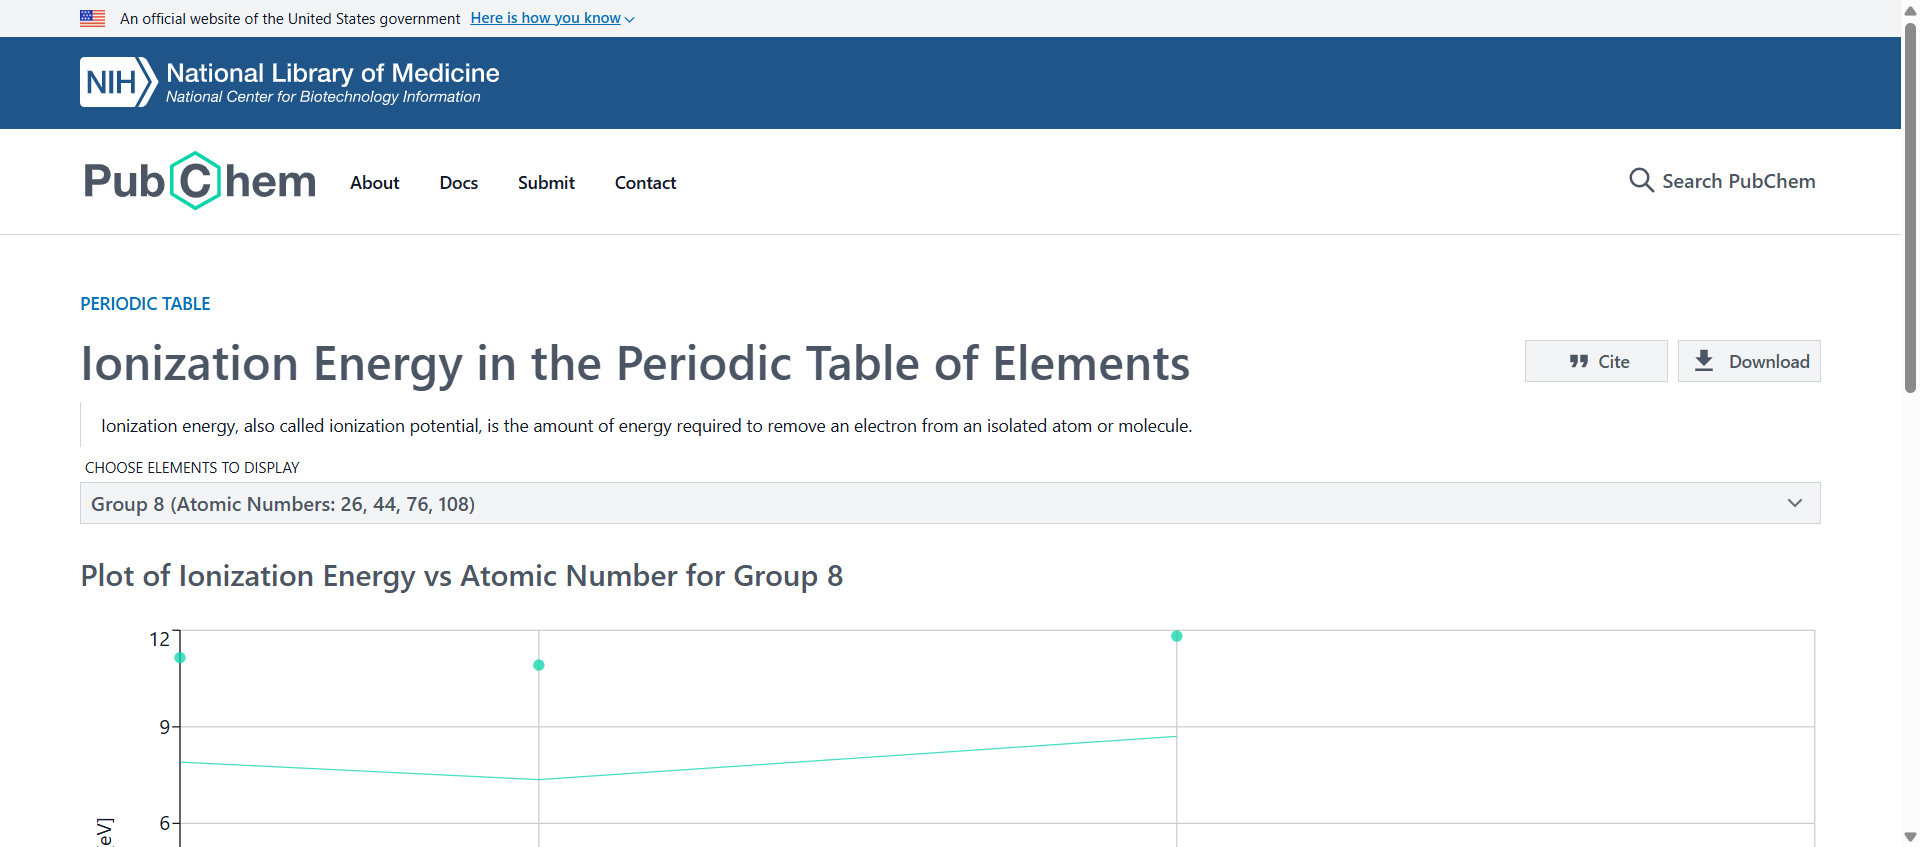 An official website of the United States government Here is how you know
NIH National Library of Medicine
National Center for Biotechnology Information
PubChem About Docs Submit Contact Search PubChem
PERIODIC TABLE
Ionization Energy in the Periodic Table of Elements
Cite Download
Ionization energy, also called ionization potential, is the amount of energy required to remove an electron from an isolated atom or molecule.
CHOOSE ELEMENTS TO DISPLAY
Group 8 (Atomic Numbers: 26, 44, 76, 108)
Plot of Ionization Energy vs Atomic Number for Group 8
12
9
6
eV]